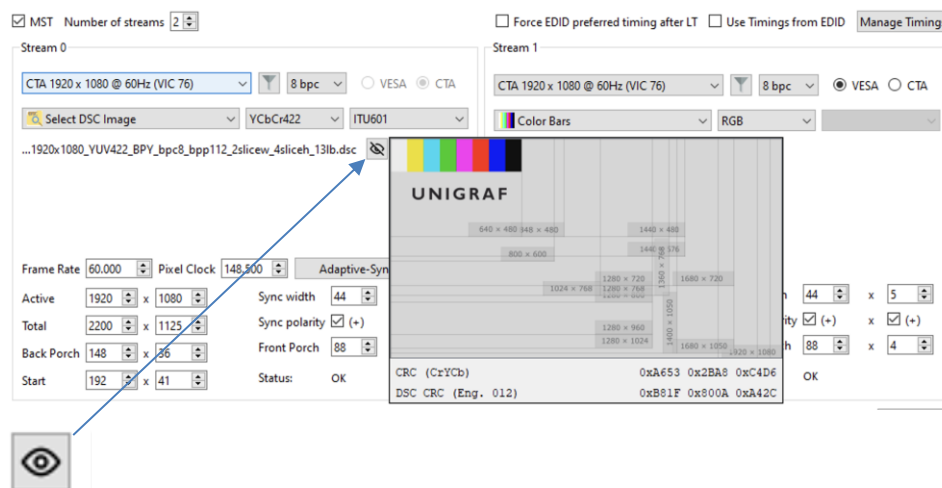 MST Number of streams 2
Force EDID preferred timing after LT Use Timings from EDID Manage Timing
Stream 0
Stream 1
CTA 1920 x 1080 @ 60Hz (VIC 76) 8 bpc VESA CTA
CTA 1920 x 1080 @ 60Hz (VIC 76) 8 bpc VESA CTA
Select DSC Image YCbCr422 ITU601
Color Bars RGB
...1920x1080_YUV422_BPY_bpc8_bpp112_2slicew_4sliceh_13lb.dsc
UNIGRAF
640 × 480 848 × 480 1440 × 480
800 × 600 1440 × 576
1360 × 768
1280 × 720 1680 × 720
1024 × 768 1280 × 768
1280 × 800
1400 × 1050
1280 × 960
1280 × 1024 1680 × 1050
1920 × 1080
CRC (CrYCb) 0xA653 0x2BA8 0xC4D6
DSC CRC (Eng. 012) 0xB81F 0x800A 0xA42C
Frame Rate 60.000 Pixel Clock 148.500 Adaptive-Syn
Active 1920 x 1080 Sync width 44
Total 2200 x 1125 Sync polarity (+)
Back Porch 148 x 36 Front Porch 88
Start 192 x 41 Status: OK
h 44 x 5
ity (+) x (+)
h 88 x 4
OK